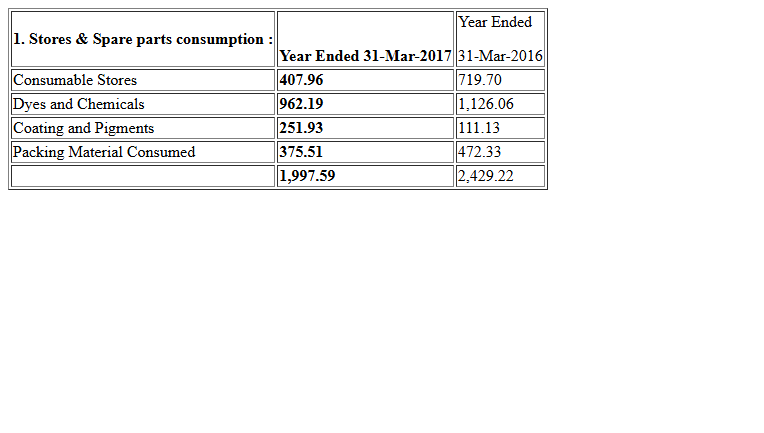 1. Stores & Spare parts consumption : Year Ended 31-Mar-2017 Year Ended 31-Mar-2016
Consumable Stores 407.96 719.70
Dyes and Chemicals 962.19 1,126.06
Coating and Pigments 251.93 111.13
Packing Material Consumed 375.51 472.33
1,997.59 2,429.22